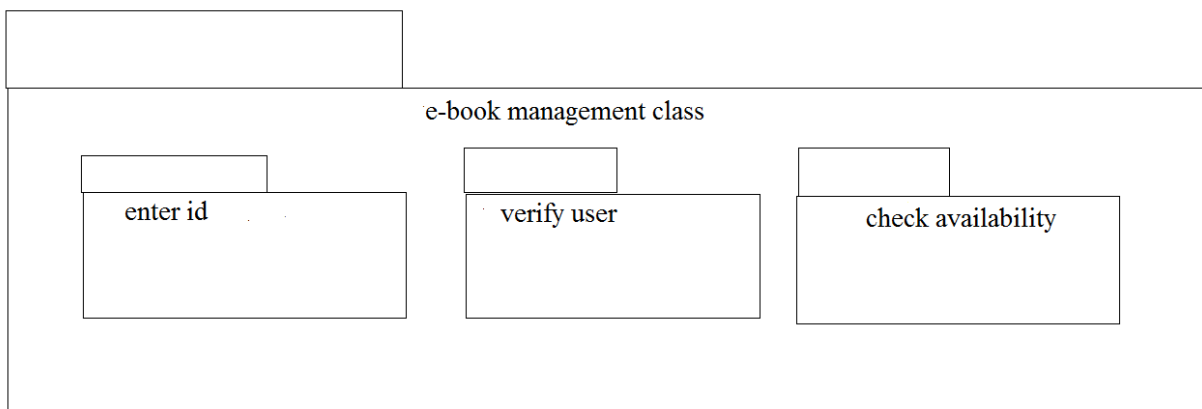 e-book management class
enter id
verify user
check availability